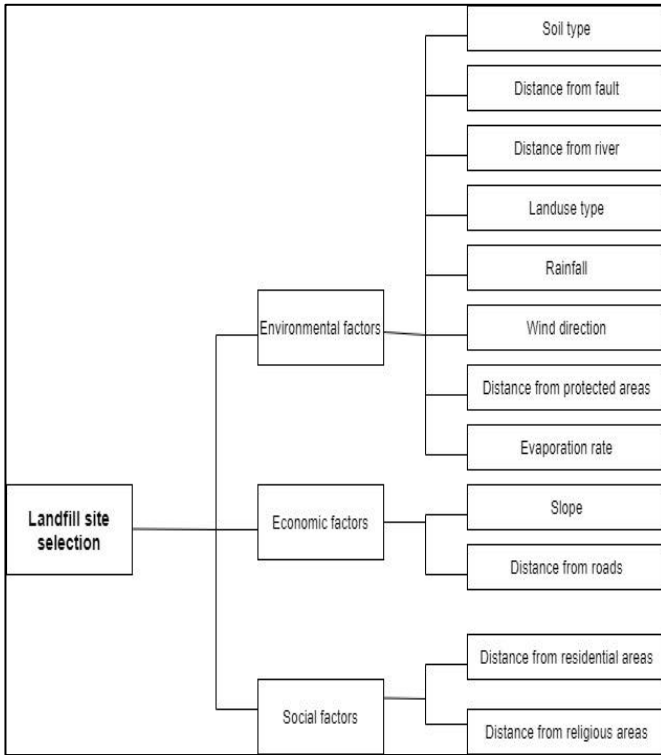 Soil type
Distance from fault
Distance from river
Landuse type
Rainfall
Environmental factors
Wind direction
Distance from protected areas
Evaporation rate
Landfill site
selection
Economic factors
Slope
Distance from roads
Distance from residential areas
Social factors
Distance from religious areas